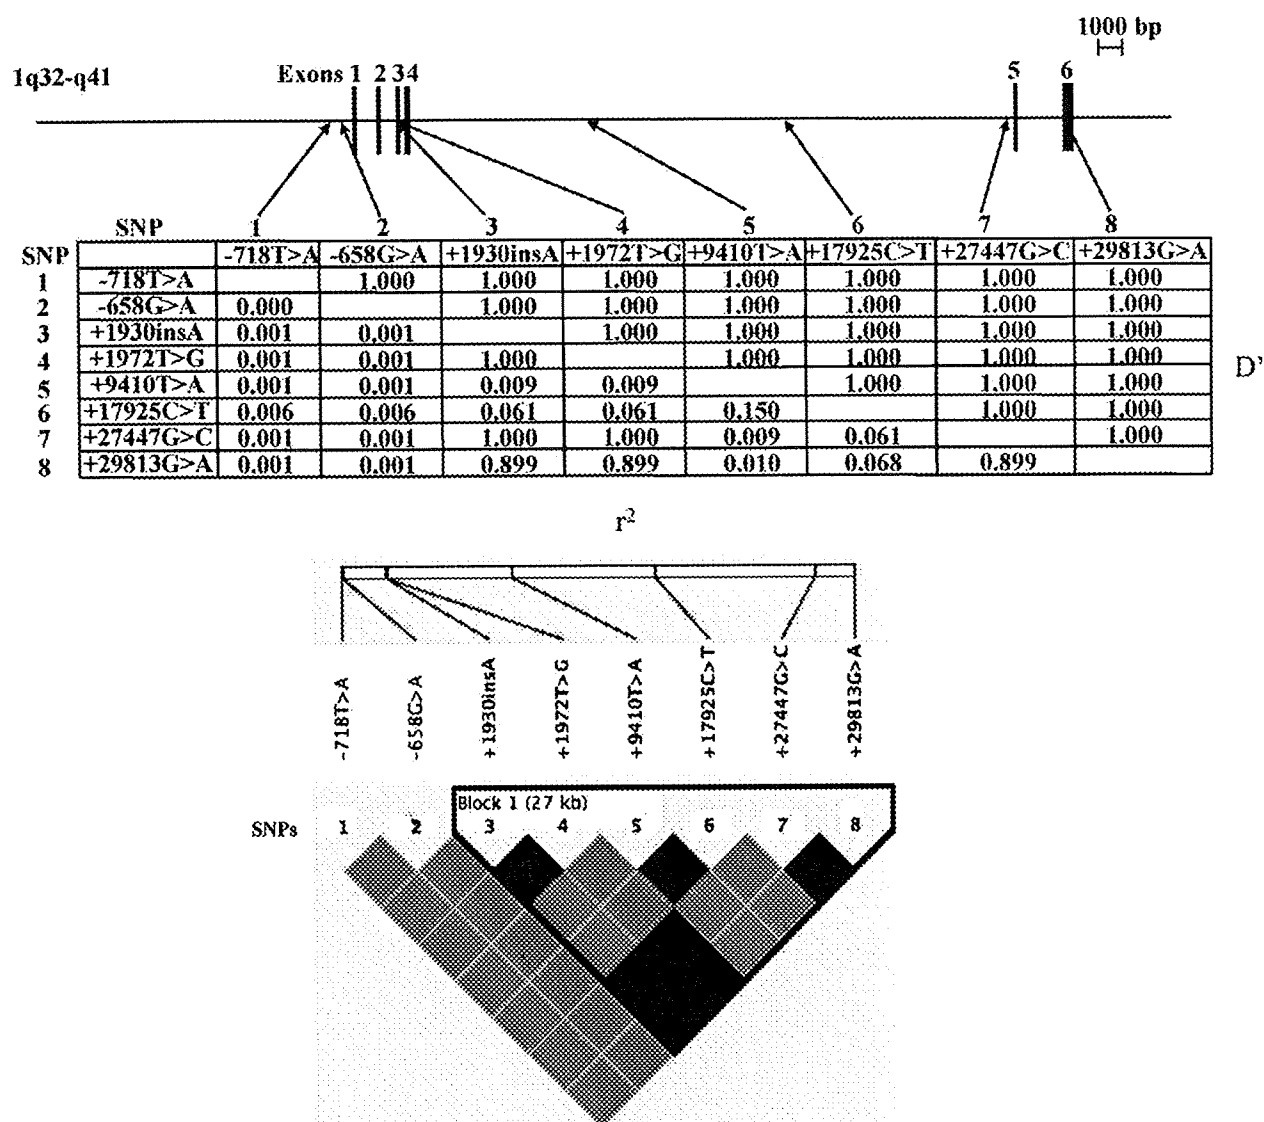 1000 bp
1q32-q41 Exons 1 2 3 4 5 6
SNP 1 2 3 4 5 6 7 8
SNP -718T>A -658G>A +1930insA +1972T>G +9410T>A +17925C>T +27447G>C +29813G>A
1 -718T>A 1.000 1.000 1.000 1.000 1.000 1.000 1.000
2 -658G>A 0.000 1.000 1.000 1.000 1.000 1.000 1.000
3 +1930insA 0.001 0.001 1.000 1.000 1.000 1.000 1.000
4 +1972T>G 0.001 0.001 1.000 1.000 1.000 1.000 1.000
5 +9410T>A 0.001 0.001 0.009 0.009 1.000 1.000 1.000
6 +17925C>T 0.006 0.006 0.061 0.061 0.150 1.000 1.000
7 +27447G>C 0.001 0.001 1.000 1.000 0.009 0.061 1.000
8 +29813G>A 0.001 0.001 0.899 0.899 0.010 0.068 0.899
D'
r²
-718T>A
-658G>A
+1930insA
+1972T>G
+9410T>A
+17925C>T
+27447G>C
+29813G>A
Block 1 (27 kb)
SNPs 1 2 3 4 5 6 7 8